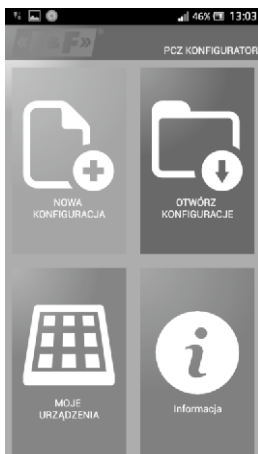 46% 13:03
«F&F»®
PCZ KONFIGURATOR
NOWA
KONFIGURACJA
OTWÓRZ
KONFIGURACJE
MOJE
URZĄDZENIA
Informacja